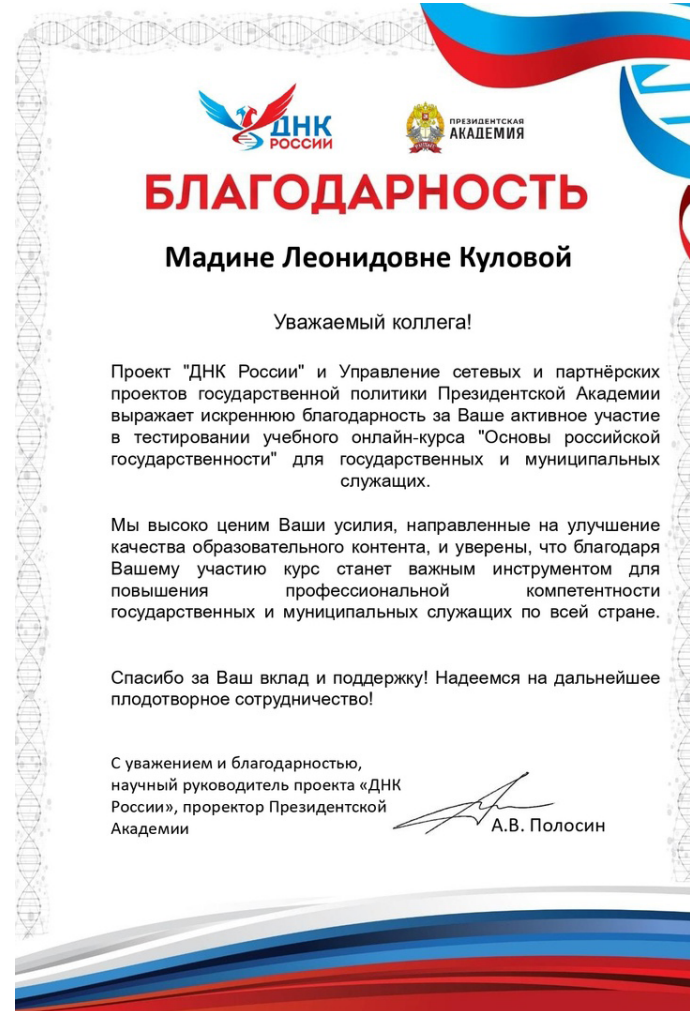 ДНК
РОССИИ
ПРЕЗИДЕНТСКАЯ
АКАДЕМИЯ
БЛАГОДАРНОСТЬ
Мадине Леонидовне Куловой
Уважаемый коллега!
Проект "ДНК России" и Управление сетевых и партнёрских
проектов государственной политики Президентской Академии
выражает искреннюю благодарность за Ваше активное участие
в тестировании учебного онлайн-курса "Основы российской
государственности" для государственных и муниципальных
служащих.
Мы высоко ценим Ваши усилия, направленные на улучшение
качества образовательного контента, и уверены, что благодаря
Вашему участию курс станет важным инструментом для
повышения профессиональной компетентности
государственных и муниципальных служащих по всей стране.
Спасибо за Ваш вклад и поддержку! Надеемся на дальнейшее
плодотворное сотрудничество!
С уважением и благодарностью,
научный руководитель проекта «ДНК
России», проректор Президентской
Академии
А.В. Полосин